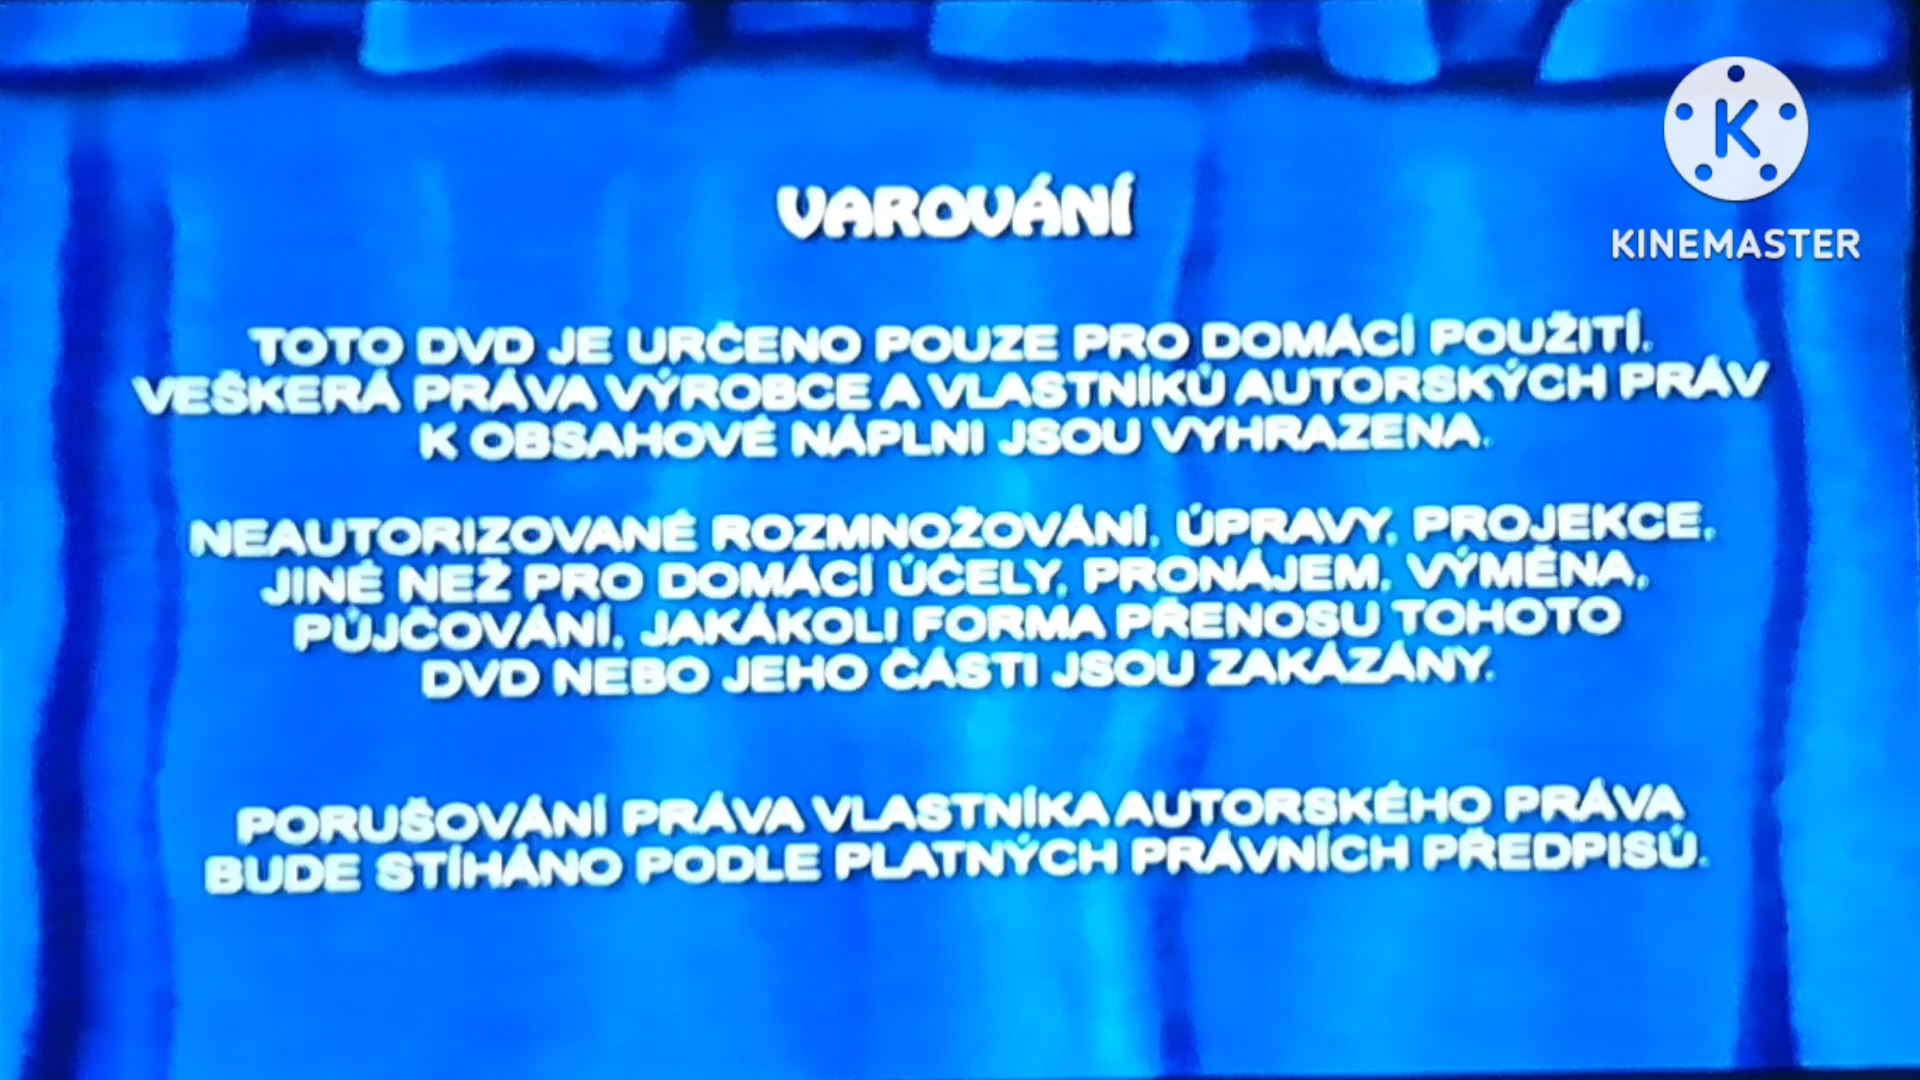 VAROVÁNÍ
KINEMASTER
TOTO DVD JE URČENO POUZE PRO DOMÁCÍ POUŽITÍ.
VEŠKERÁ PRÁVA VÝROBCE A VLASTNÍKŮ AUTORSKÝCH PRÁV
K OBSAHOVÉ NÁPLNI JSOU VYHRAZENA.
NEAUTORIZOVANÉ ROZMNOŽOVÁNÍ, ÚPRAVY, PROJEKCE,
JINÉ NEŽ PRO DOMÁCÍ ÚČELY, PRONÁJEM, VÝMĚNA,
PŮJČOVÁNÍ, JAKÁKOLI FORMA PŘENOSU TOHOTO
DVD NEBO JEHO ČÁSTI JSOU ZAKÁZÁNY.
PORUŠOVÁNÍ PRÁVA VLASTNÍKA AUTORSKÉHO PRÁVA
BUDE STÍHÁNO PODLE PLATNÝCH PRÁVNÍCH PŘEDPISŮ.